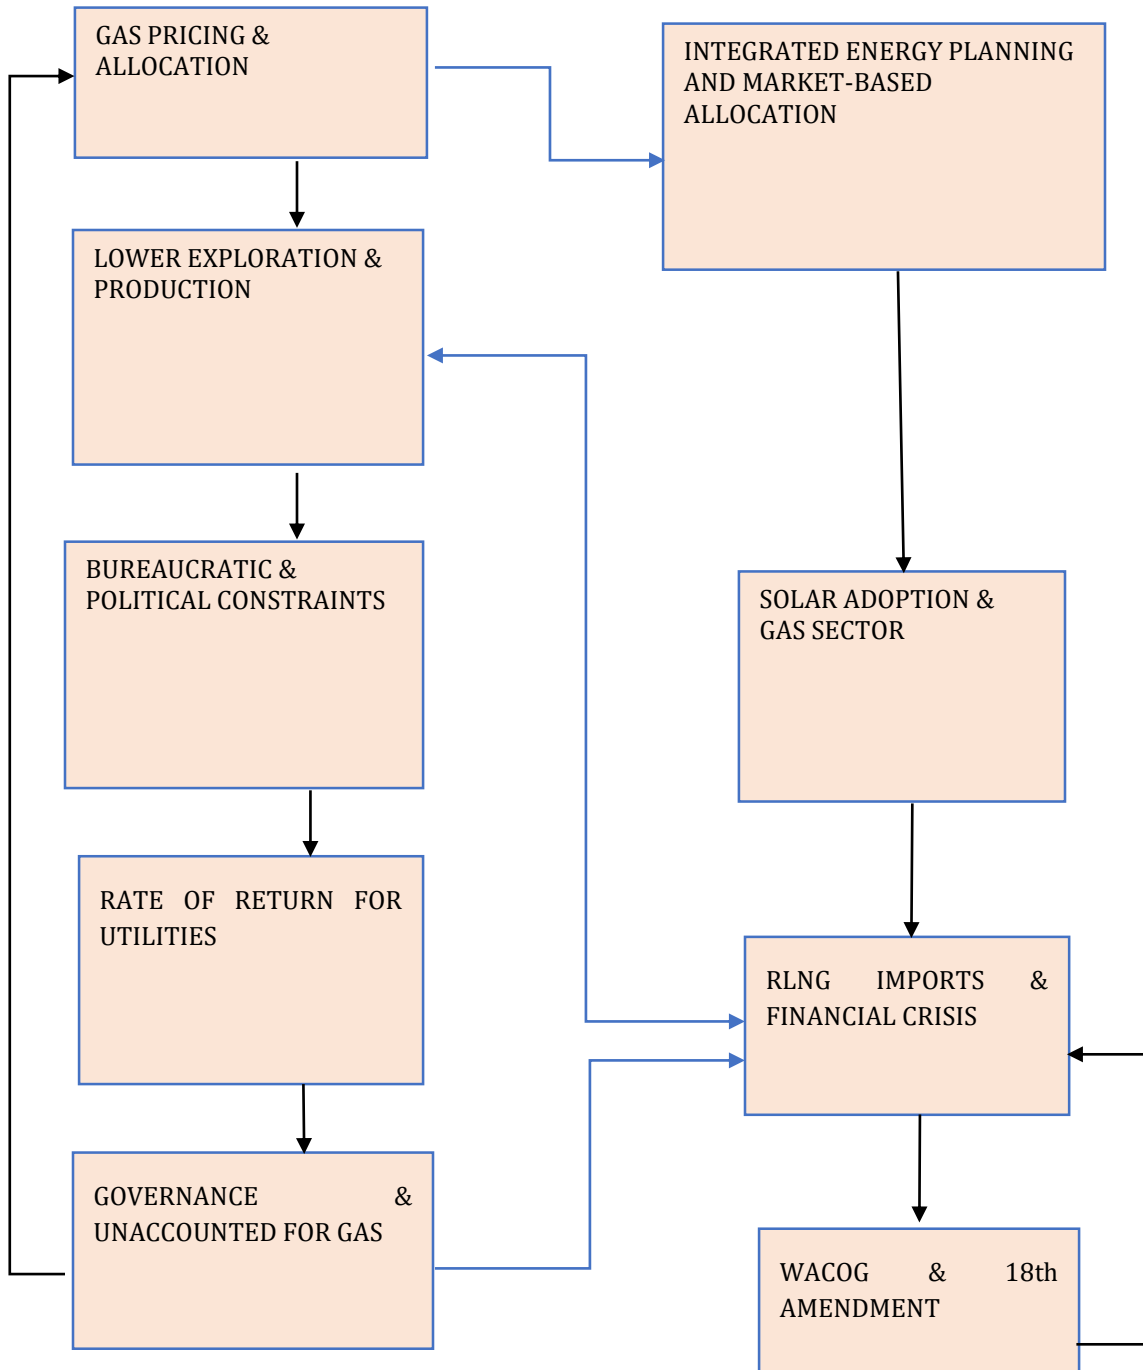 GAS PRICING &
ALLOCATION
INTEGRATED ENERGY PLANNING
AND MARKET-BASED
ALLOCATION
LOWER EXPLORATION &
PRODUCTION
BUREAUCRATIC &
POLITICAL CONSTRAINTS
SOLAR ADOPTION &
GAS SECTOR
RATE OF RETURN FOR
UTILITIES
RLNG IMPORTS &
FINANCIAL CRISIS
GOVERNANCE &
UNACCOUNTED FOR GAS
WACOG & 18th
AMENDMENT